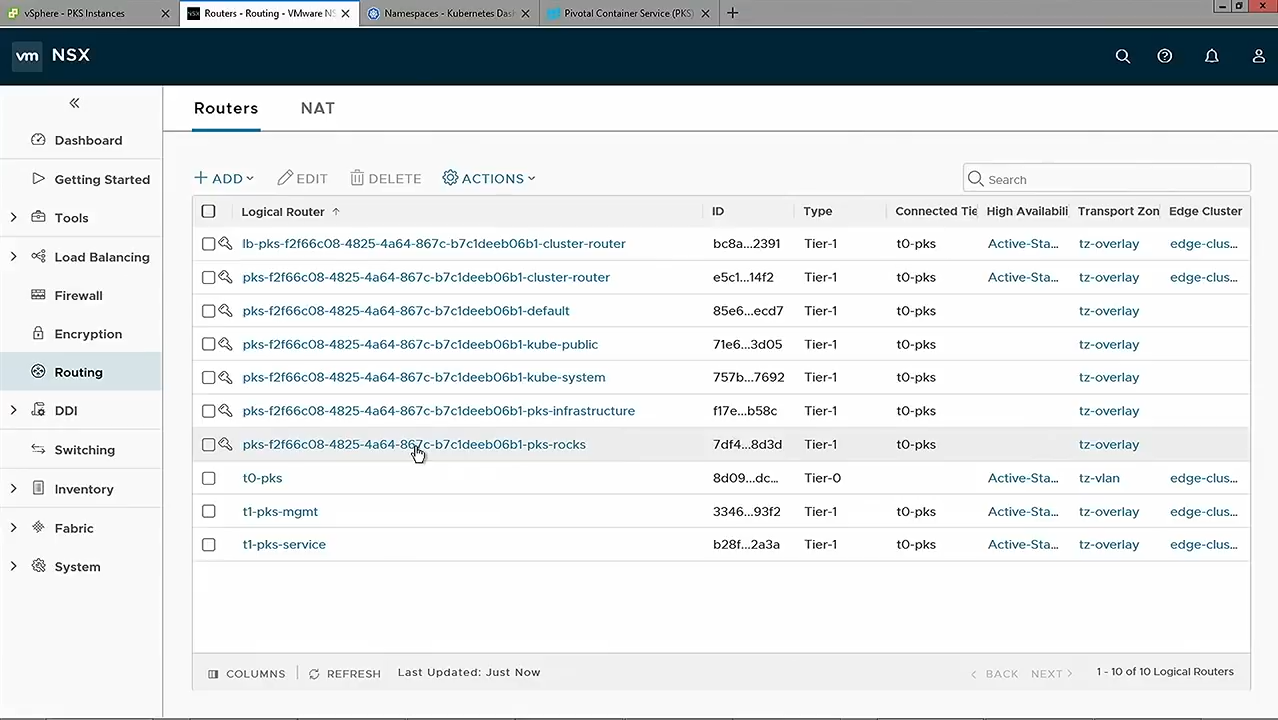 vSphere - PKS Instances
Routers - Routing - VMware NS
Namespaces - Kubernetes Das
Pivotal Container Service (PKS)
vm NSX
Routers NAT
Dashboard
Getting Started
Tools
Load Balancing
Firewall
Encryption
Routing
DDI
Switching
Inventory
Fabric
System
+ ADD EDIT DELETE ACTIONS
Search
Logical Router ↑ ID Type Connected Tie High Availabili Transport Zon Edge Cluster
lb-pks-f2f66c08-4825-4a64-867c-b7c1deeb06b1-cluster-router bc8a...2391 Tier-1 t0-pks Active-Sta... tz-overlay edge-clus...
pks-f2f66c08-4825-4a64-867c-b7c1deeb06b1-cluster-router e5c1...14f2 Tier-1 t0-pks Active-Sta... tz-overlay edge-clus...
pks-f2f66c08-4825-4a64-867c-b7c1deeb06b1-default 85e6...ecd7 Tier-1 t0-pks tz-overlay
pks-f2f66c08-4825-4a64-867c-b7c1deeb06b1-kube-public 71e6...3d05 Tier-1 t0-pks tz-overlay
pks-f2f66c08-4825-4a64-867c-b7c1deeb06b1-kube-system 757b...7692 Tier-1 t0-pks tz-overlay
pks-f2f66c08-4825-4a64-867c-b7c1deeb06b1-pks-infrastructure f17e...b58c Tier-1 t0-pks tz-overlay
pks-f2f66c08-4825-4a64-867c-b7c1deeb06b1-pks-rocks 7df4...8d3d Tier-1 t0-pks tz-overlay
t0-pks 8d09...dc... Tier-0 Active-Sta... tz-vlan edge-clus...
t1-pks-mgmt 3346...93f2 Tier-1 t0-pks Active-Sta... tz-overlay edge-clus...
t1-pks-service b28f...2a3a Tier-1 t0-pks Active-Sta... tz-overlay edge-clus...
COLUMNS REFRESH Last Updated: Just Now BACK NEXT 1 - 10 of 10 Logical Routers